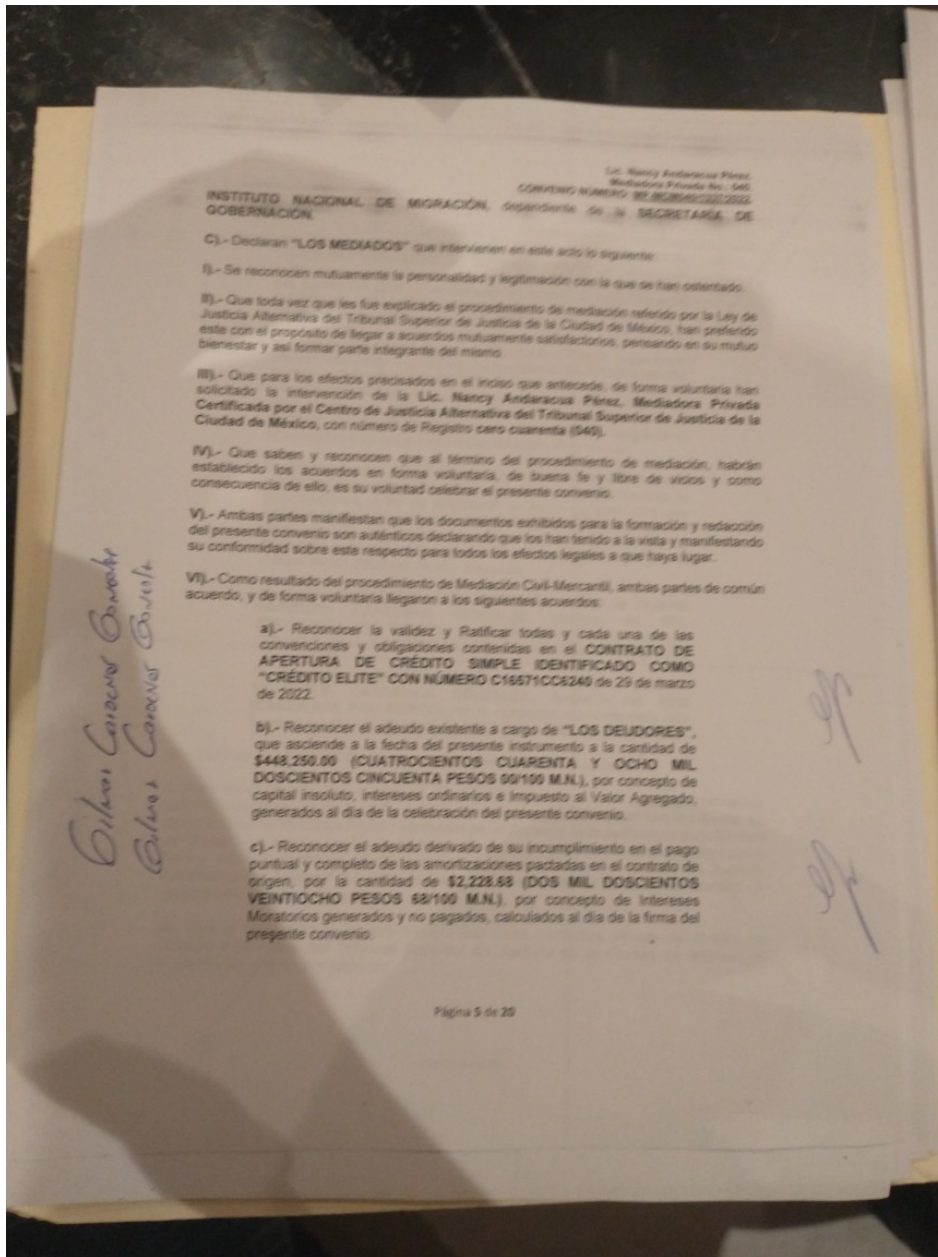 Lic. Nancy Andaracua Pérez.
Mediadora Privada No. 040
CONVENIO NÚMERO:
INSTITUTO NACIONAL DE MIGRACIÓN, dependiente de la SECRETARÍA DE
GOBERNACIÓN.
C).- Declaran "LOS MEDIADOS" que intervienen en este acto lo siguiente:
I).- Se reconocen mutuamente la personalidad y legitimación con la que se han ostentado.
II).- Que toda vez que les fue explicado el procedimiento de mediación referido por la Ley de
Justicia Alternativa del Tribunal Superior de Justicia de la Ciudad de México, han preferido
este con el propósito de llegar a acuerdos mutuamente satisfactorios, pensando en su mutuo
bienestar y así formar parte integrante del mismo.
III).- Que para los efectos precisados en el inciso que antecede, de forma voluntaria han
solicitado la intervención de la Lic. Nancy Andaracua Pérez, Mediadora Privada
Certificada por el Centro de Justicia Alternativa del Tribunal Superior de Justicia de la
Ciudad de México, con número de Registro cero cuarenta (040).
IV).- Que saben y reconocen que al término del procedimiento de mediación, habrán
establecido los acuerdos en forma voluntaria, de buena fe y libre de vicios y como
consecuencia de ello, es su voluntad celebrar el presente convenio.
V).- Ambas partes manifiestan que los documentos exhibidos para la formación y redacción
del presente convenio son auténticos declarando que los han tenido a la vista y manifestando
su conformidad sobre este respecto para todos los efectos legales a que haya lugar.
VI).- Como resultado del procedimiento de Mediación Civil-Mercantil, ambas partes de común
acuerdo, y de forma voluntaria llegaron a los siguientes acuerdos:
a).- Reconocer la validez y Ratificar todas y cada una de las
convenciones y obligaciones contenidas en el CONTRATO DE
APERTURA DE CRÉDITO SIMPLE IDENTIFICADO COMO
"CRÉDITO ELITE" CON NÚMERO C16571CC6240 de 29 de marzo
de 2022.
b).- Reconocer el adeudo existente a cargo de "LOS DEUDORES",
que asciende a la fecha del presente instrumento a la cantidad de
$448,250.00 (CUATROCIENTOS CUARENTA Y OCHO MIL
DOSCIENTOS CINCUENTA PESOS 00/100 M.N.), por concepto de
capital insoluto, intereses ordinarios e Impuesto al Valor Agregado,
generados al día de la celebración del presente convenio.
c).- Reconocer el adeudo derivado de su incumplimiento en el pago
puntual y completo de las amortizaciones pactadas en el contrato de
origen, por la cantidad de $2,228.68 (DOS MIL DOSCIENTOS
VEINTIOCHO PESOS 68/100 M.N.), por concepto de Intereses
Moratorios generados y no pagados, calculados al día de la firma del
presente convenio.
Página 5 de 20